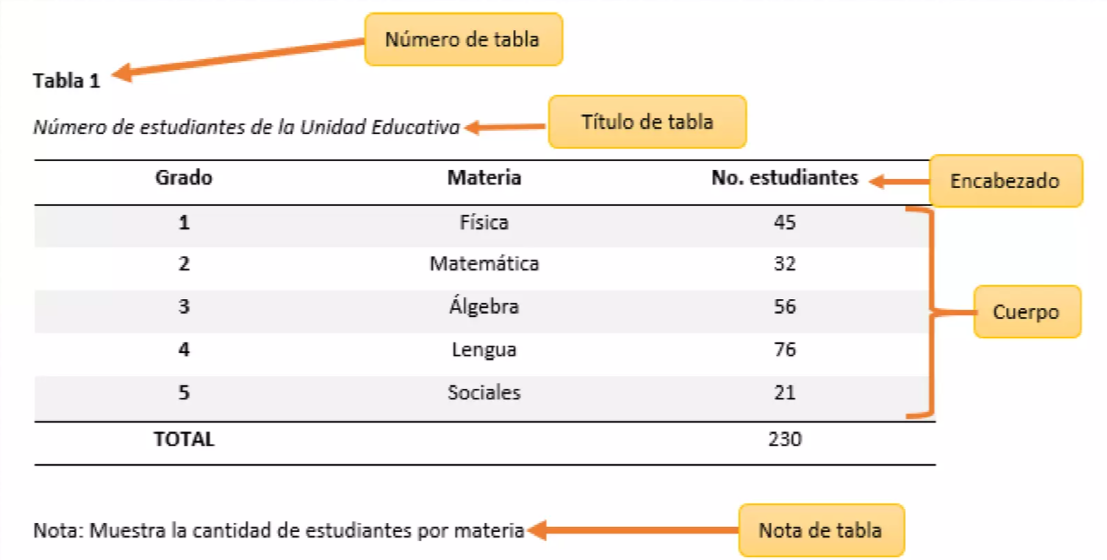 Número de tabla
Tabla 1
Número de estudiantes de la Unidad Educativa
Título de tabla
Grado Materia No. estudiantes
Encabezado
1 Física 45
2 Matemática 32
3 Álgebra 56
Cuerpo
4 Lengua 76
5 Sociales 21
TOTAL 230
Nota: Muestra la cantidad de estudiantes por materia
Nota de tabla